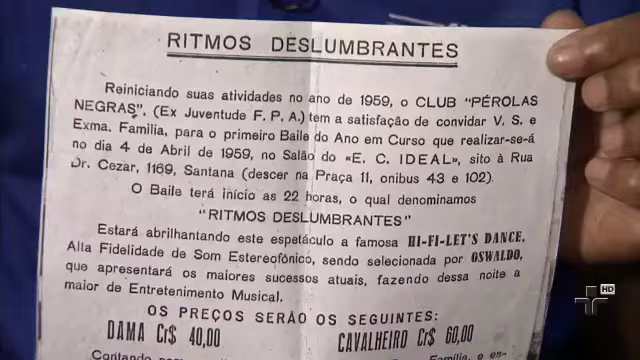 RITMOS DESLUMBRANTES
Reiniciando suas atividades no ano de 1959, o CLUB "PÉROLAS
NEGRAS", (Ex Juventude F. P. A.) tem a satisfação de convidar V. S. e
Exma. Familia, para o primeiro Baile do Ano em Curso que realizar-se-á
no dia 4 de Abril de 1959, no Salão do «E. C. IDEAL», sito à Rua
Dr. Cezar, 1169, Santana (descer na Praça 11, onibus 43 e 102).
O Baile terá início as 22 horas, o qual denominamos
"RITMOS DESLUMBRANTES"
Estará abrilhantando este espetáculo a famosa HI-FI-LET'S DANCE,
Alta Fidelidade de Som Estereofônico, sendo selecionada por OSWALDO,
que apresentará os maiores sucessos atuais, fazendo dessa noite a
maior de Entretenimento Musical.
OS PREÇOS SERÃO OS SEGUINTES:
DAMA Cr$ 40,00 CAVALHEIRO Cr$ 60,00
Contando Familia, e es-
HD